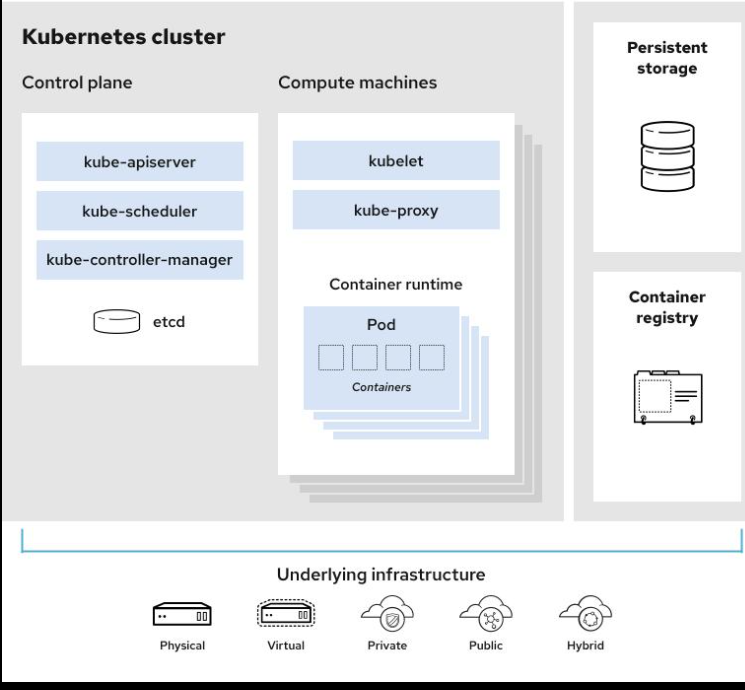 Kubernetes cluster
Control plane
kube-apiserver
kube-scheduler
kube-controller-manager
etcd
Compute machines
kubelet
kube-proxy
Container runtime
Pod
Containers
Persistent
storage
Container
registry
Underlying infrastructure
Physical
Virtual
Private
Public
Hybrid